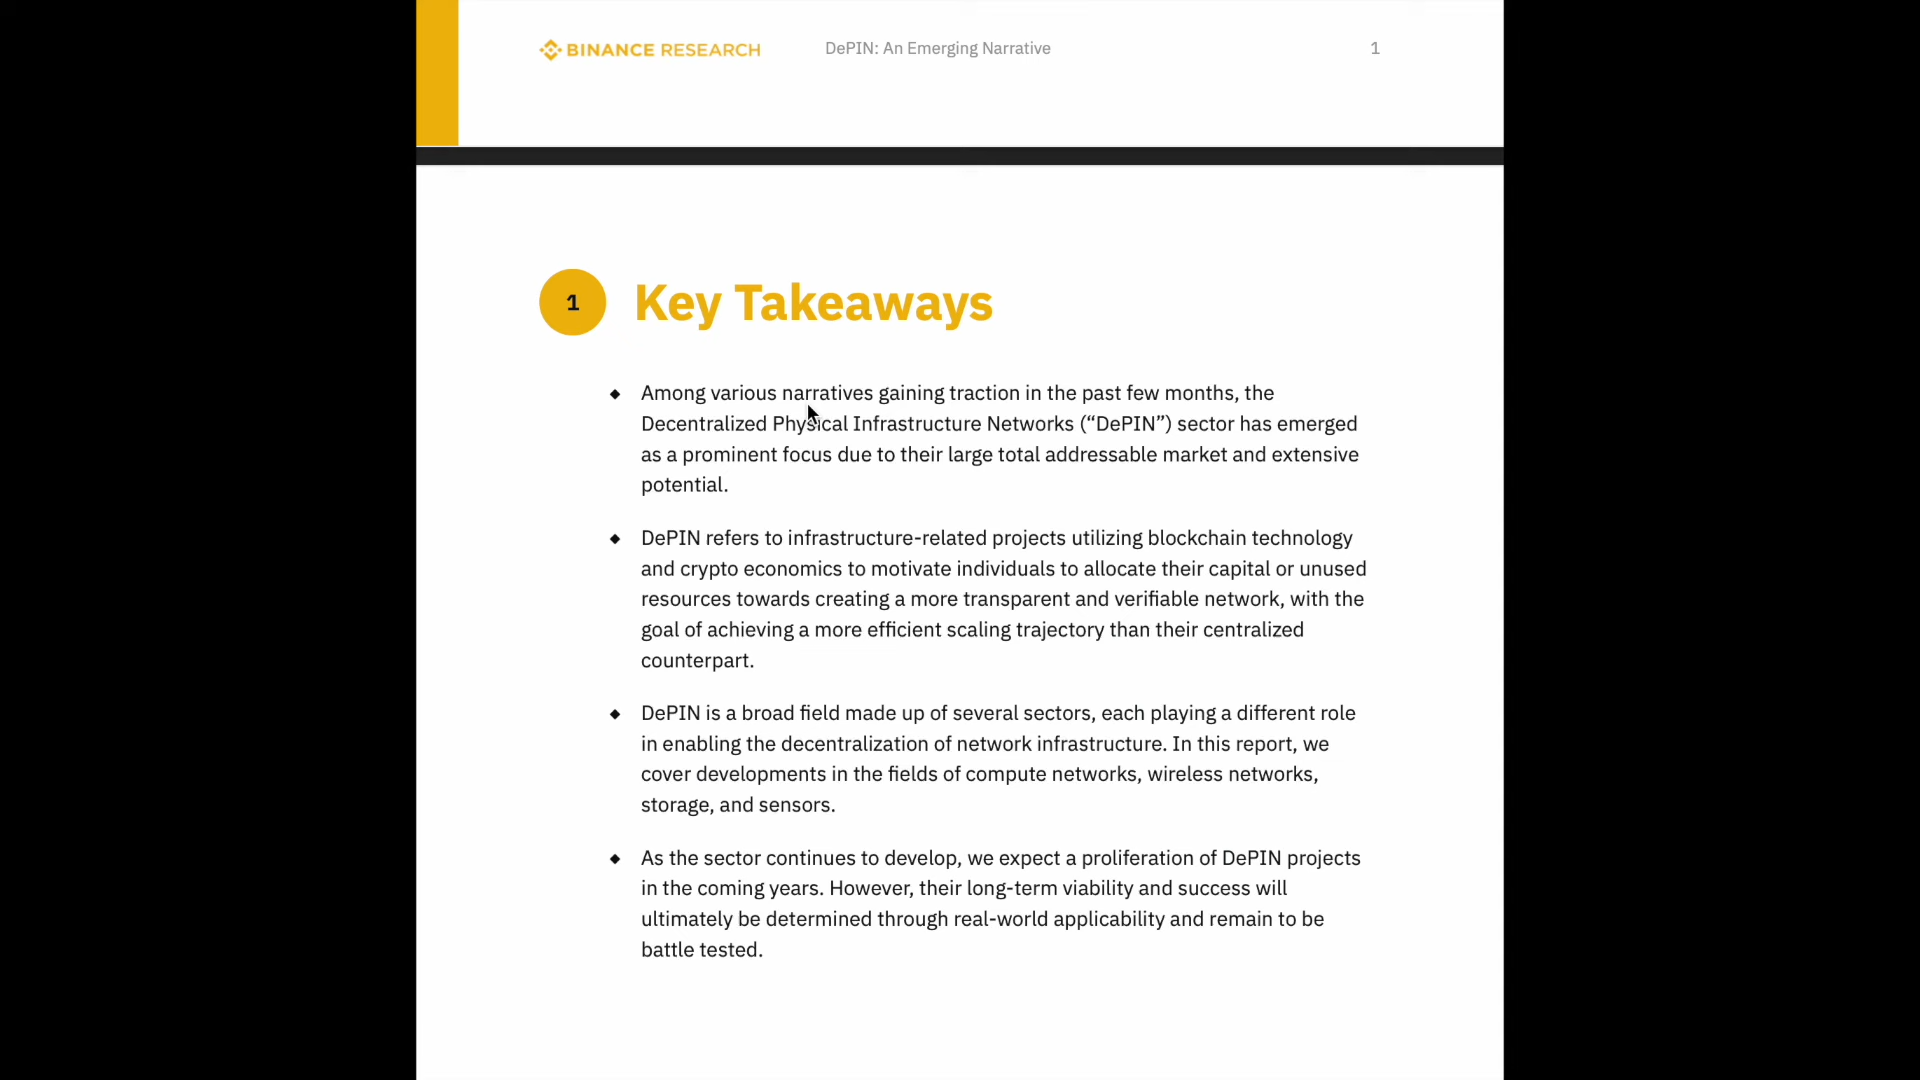 BINANCE RESEARCH DePIN: An Emerging Narrative 1
1 Key Takeaways
◆ Among various narratives gaining traction in the past few months, the
Decentralized Physical Infrastructure Networks (“DePIN”) sector has emerged
as a prominent focus due to their large total addressable market and extensive
potential.
◆ DePIN refers to infrastructure-related projects utilizing blockchain technology
and crypto economics to motivate individuals to allocate their capital or unused
resources towards creating a more transparent and verifiable network, with the
goal of achieving a more efficient scaling trajectory than their centralized
counterpart.
◆ DePIN is a broad field made up of several sectors, each playing a different role
in enabling the decentralization of network infrastructure. In this report, we
cover developments in the fields of compute networks, wireless networks,
storage, and sensors.
◆ As the sector continues to develop, we expect a proliferation of DePIN projects
in the coming years. However, their long-term viability and success will
ultimately be determined through real-world applicability and remain to be
battle tested.